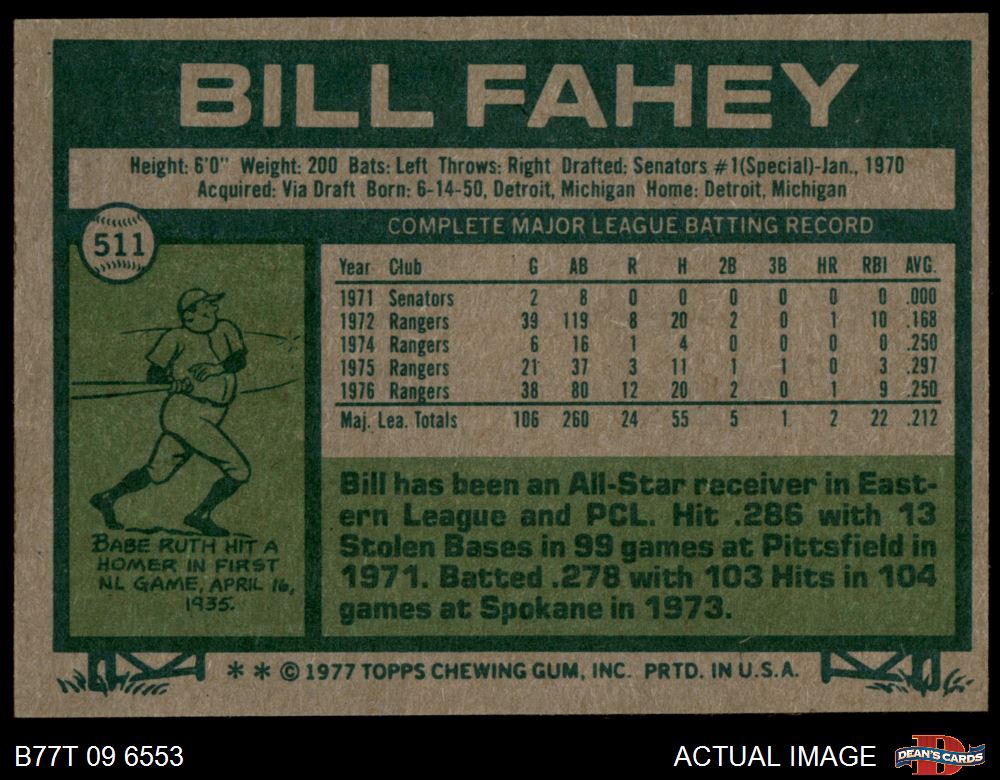 BILL FAHEY
Height: 6'0" Weight: 200 Bats: Left Throws: Right Drafted: Senators #1(Special)-Jan., 1970
Acquired: Via Draft Born: 6-14-50, Detroit, Michigan Home: Detroit, Michigan
511
COMPLETE MAJOR LEAGUE BATTING RECORD
Year Club G AB R H 2B 3B HR RBI AVG.
1971 Senators 2 8 0 0 0 0 0 0 .000
1972 Rangers 39 119 8 20 2 0 1 10 .168
1974 Rangers 6 16 1 4 0 0 0 0 .250
1975 Rangers 21 37 3 11 1 1 0 3 .297
1976 Rangers 38 80 12 20 2 0 1 9 .250
Maj. Lea. Totals 106 260 24 55 5 1 2 22 .212
BABE RUTH HIT A
HOMER IN FIRST
NL GAME, APRIL 16,
1935.
Bill has been an All-Star receiver in East-
ern League and PCL. Hit .286 with 13
Stolen Bases in 99 games at Pittsfield in
1971. Batted .278 with 103 Hits in 104
games at Spokane in 1973.
** © 1977 TOPPS CHEWING GUM, INC. PRTD. IN U.S.A.
B77T 09 6553
ACTUAL IMAGE
D
DEAN'S CARDS